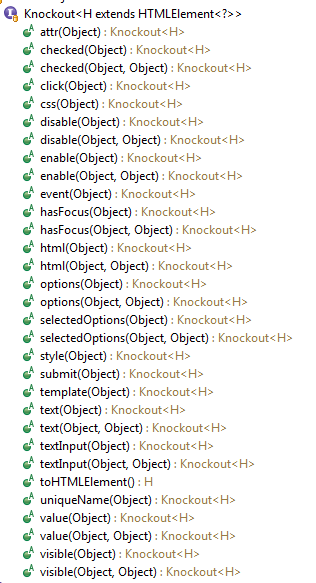 Knockout<H extends HTMLElement<?>>
attr(Object) : Knockout<H>
checked(Object) : Knockout<H>
checked(Object, Object) : Knockout<H>
click(Object) : Knockout<H>
css(Object) : Knockout<H>
disable(Object) : Knockout<H>
disable(Object, Object) : Knockout<H>
enable(Object) : Knockout<H>
enable(Object, Object) : Knockout<H>
event(Object) : Knockout<H>
hasFocus(Object) : Knockout<H>
hasFocus(Object, Object) : Knockout<H>
html(Object) : Knockout<H>
html(Object, Object) : Knockout<H>
options(Object) : Knockout<H>
options(Object, Object) : Knockout<H>
selectedOptions(Object) : Knockout<H>
selectedOptions(Object, Object) : Knockout<H>
style(Object) : Knockout<H>
submit(Object) : Knockout<H>
template(Object) : Knockout<H>
text(Object) : Knockout<H>
text(Object, Object) : Knockout<H>
textInput(Object) : Knockout<H>
textInput(Object, Object) : Knockout<H>
toHTMLElement() : H
uniqueName(Object) : Knockout<H>
value(Object) : Knockout<H>
value(Object, Object) : Knockout<H>
visible(Object) : Knockout<H>
visible(Object, Object) : Knockout<H>